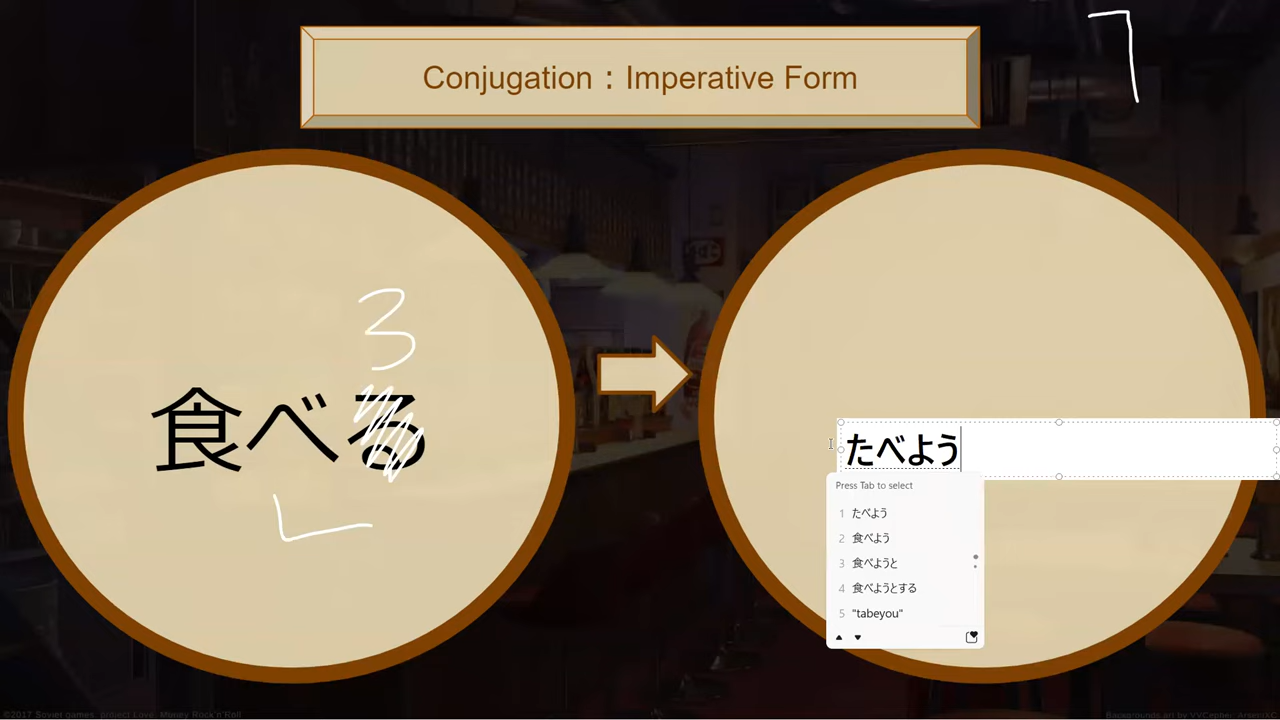 Conjugation：Imperative Form
3
食べる
たべよう
Press Tab to select
1 たべよう
2 食べよう
3 食べようと
4 食べようとする
5 "tabeyou"